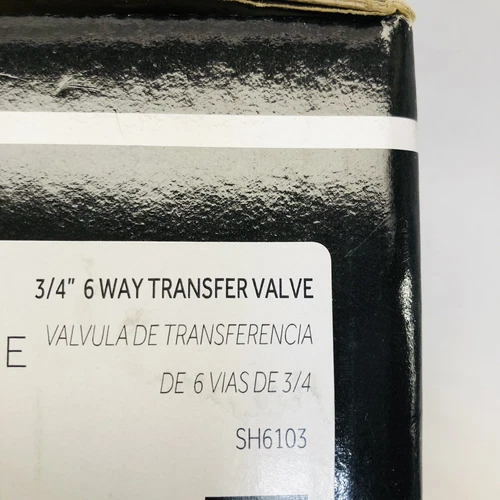 3/4" 6 WAY TRANSFER VALVE
E VALVULA DE TRANSFERENCIA
DE 6 VIAS DE 3/4
SH6103